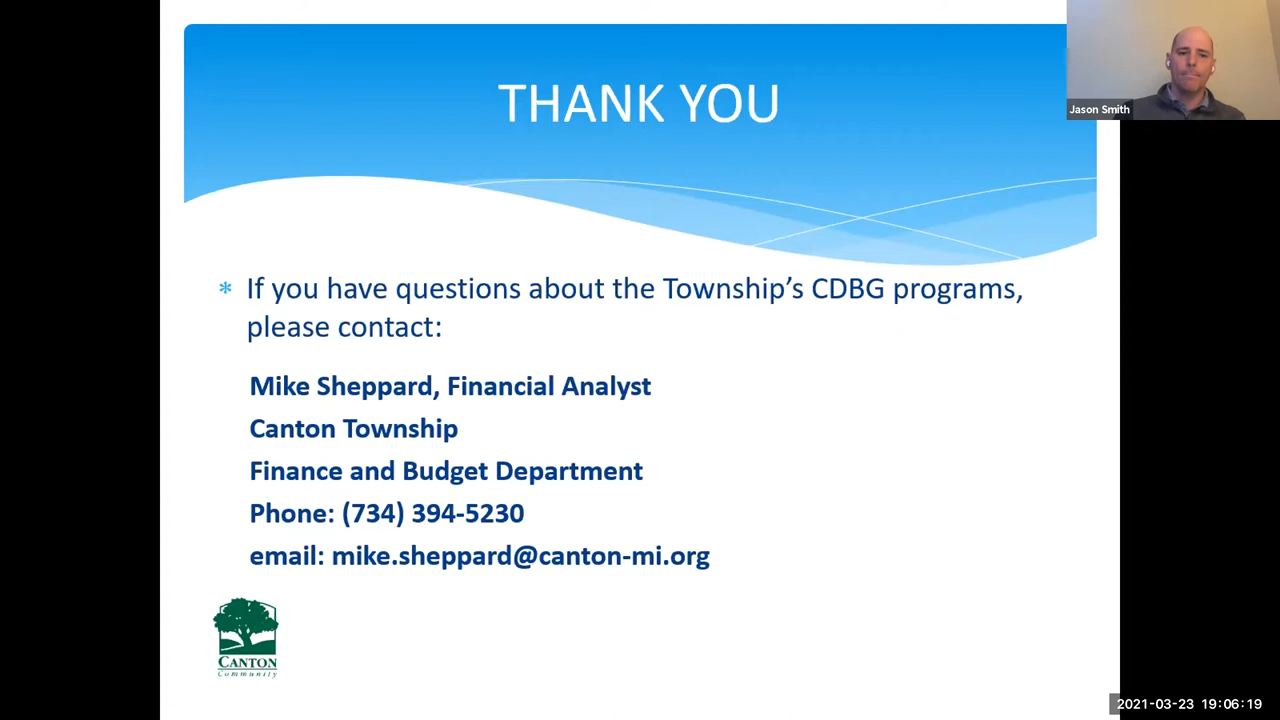 THANK YOU
Jason Smith
* If you have questions about the Township's CDBG programs,
please contact:
Mike Sheppard, Financial Analyst
Canton Township
Finance and Budget Department
Phone: (734) 394-5230
email: mike.sheppard@canton-mi.org
CANTON
Community
2021-03-23 19:06:19